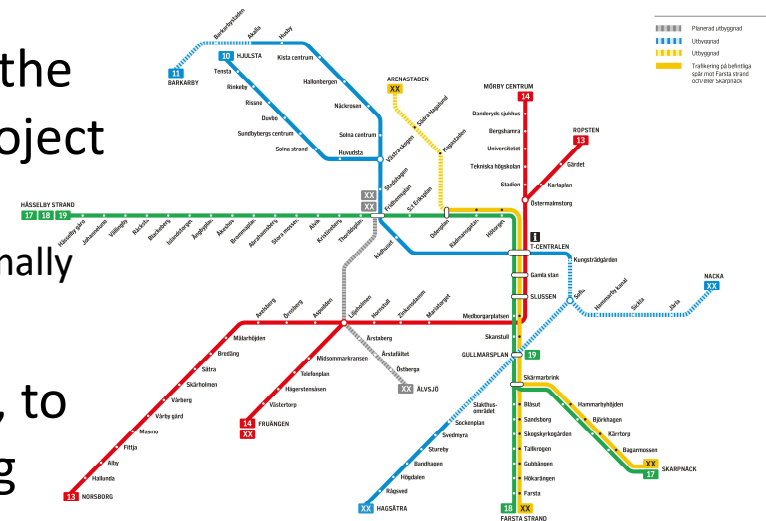 the
oject
nally
, to
g
Planerad utbyggnad
Utbyggnad
Utbyggnad
Trafikering på befintliga
spår mot Farsta strand
och/eller Skarpnäck
Barkarbystaden
Akalla
Husby
11
BARKARBY
10 HJULSTA
Tensta
Rinkeby
Rissne
Duvbo
Sundbybergs centrum
Solna strand
Huvudsta
Kista centrum
Hallonbergen
Näckrosen
Solna centrum
Västra skogen
Stadshagen
Fridhemsplan
ARENASTADEN
XX
Södra Hagalund
Hagastaden
MÖRBY CENTRUM
14
Danderyds sjukhus
Bergshamra
Universitetet
Tekniska högskolan
Stadion
ROPSTEN
13
Gärdet
Karlaplan
Östermalmstorg
HÄSSELBY STRAND
17 18 19
Hässelby gård
Johannelund
Vällingby
Råcksta
Blackeberg
Islandstorget
Ängbyplan
Åkeshov
Brommaplan
Abrahamsberg
Stora mossen
Alvik
Kristineberg
Thorildsplan
XX
XX
S:t Eriksplan
Odenplan
Rådmansgatan
Hötorget
Rådhuset
i
T-CENTRALEN
Kungsträdgården
Gamla stan
SLUSSEN
Sofia
Hammarby kanal
Sickla
Järla
NACKA
XX
Medborgarplatsen
Skanstull
GULLMARSPLAN 19
Skärmarbrink
Axelsberg
Örnsberg
Aspudden
Liljeholmen
Hornstull
Zinkensdamm
Mariatorget
Mälarhöjden
Bredäng
Sätra
Skärholmen
Vårberg
Vårby gård
Masmo
Fittja
Alby
Hallunda
13 NORSBORG
Midsommarkransen
Telefonplan
Hägerstensåsen
Västertorp
14 FRUÄNGEN
XX
Årstaberg
Årstafältet
Östberga
XX ÄLVSJÖ
Slakthus-
området
Sockenplan
Svedmyra
Stureby
Bandhagen
Högdalen
Rågsved
XX HAGSÄTRA
Blåsut
Sandsborg
Skogskyrkogården
Tallkrogen
Gubbängen
Hökarängen
Farsta
18 XX
FARSTA STRAND
Hammarbyhöjden
Björkhagen
Kärrtorp
Bagarmossen
XX
17
SKARPNÄCK